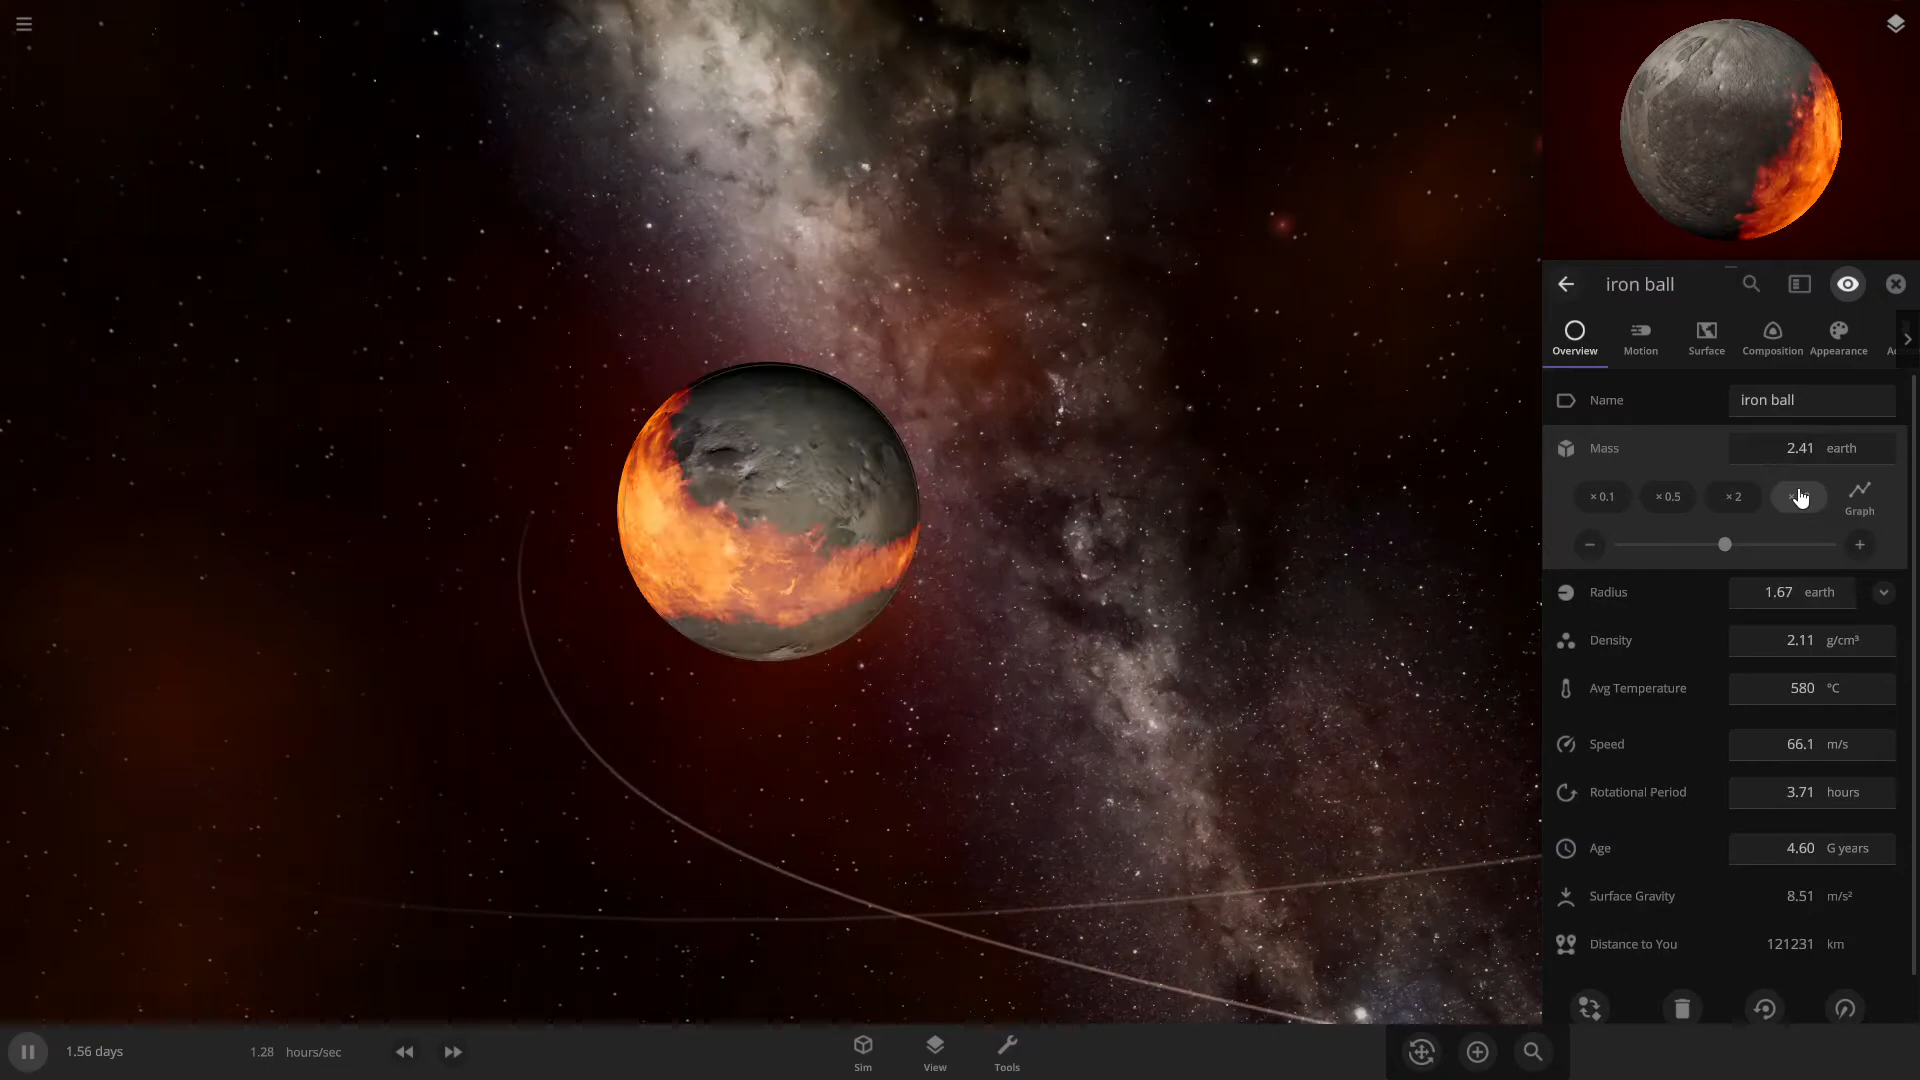 iron ball
Overview
Motion
Surface
Composition
Appearance
Name
iron ball
Mass
2.41 earth
× 0.1
× 0.5
× 2
Graph
Radius
1.67 earth
Density
2.11 g/cm³
Avg Temperature
580 °C
Speed
66.1 m/s
Rotational Period
3.71 hours
Age
4.60 G years
Surface Gravity
8.51 m/s²
Distance to You
121231 km
1.56 days
1.28 hours/sec
Sim
View
Tools